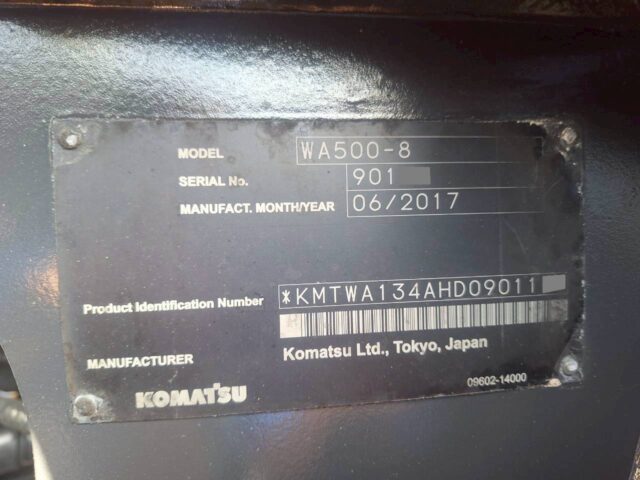 MODEL WA500-8
SERIAL No. 901
MANUFACT. MONTH/YEAR 06/2017
Product Identification Number *KMTWA134AHD09011
MANUFACTURER Komatsu Ltd., Tokyo, Japan
KOMATSU 09602-14000